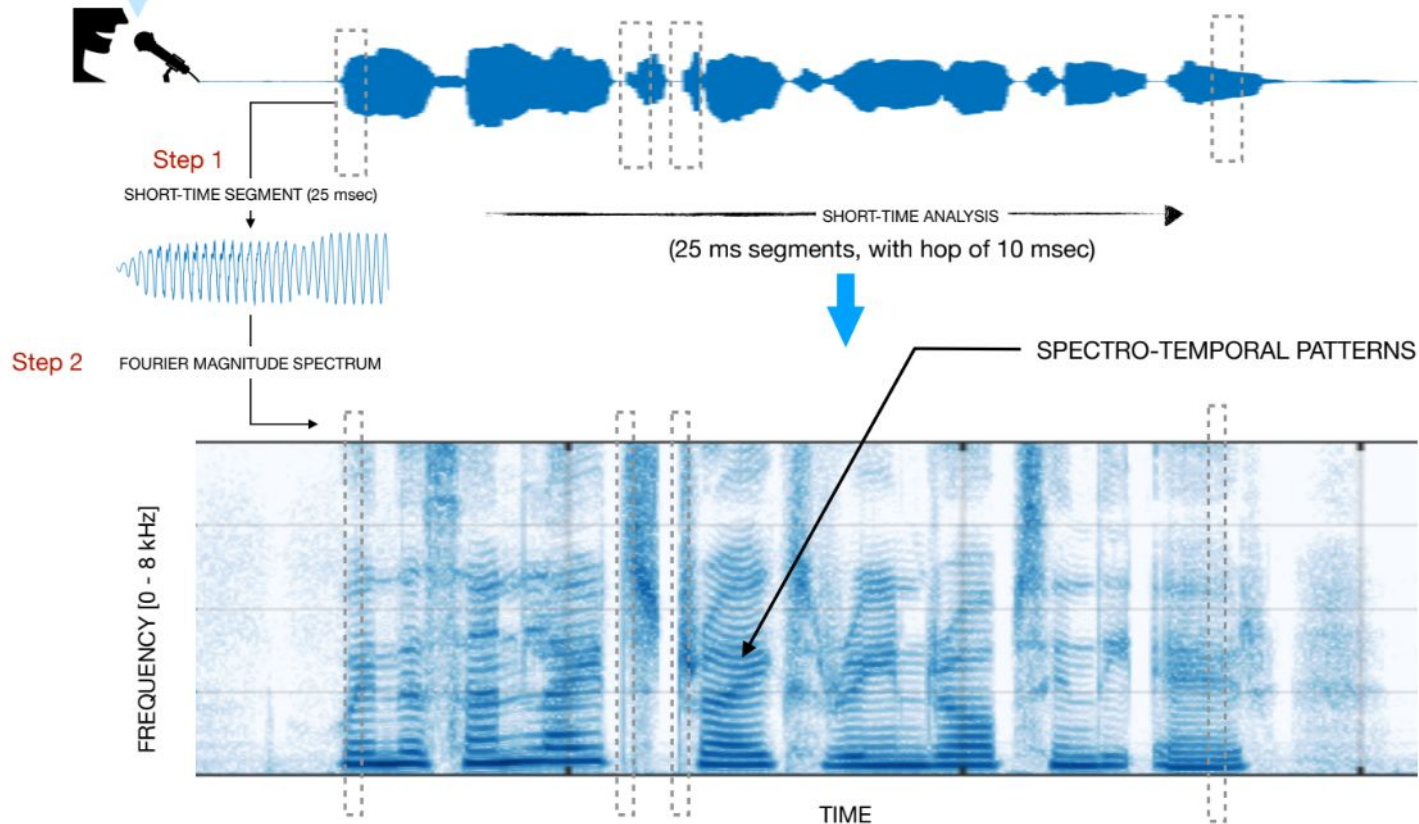 Step 1
SHORT-TIME SEGMENT (25 msec)
SHORT-TIME ANALYSIS
(25 ms segments, with hop of 10 msec)
Step 2
FOURIER MAGNITUDE SPECTRUM
SPECTRO-TEMPORAL PATTERNS
FREQUENCY [0 - 8 kHz]
TIME